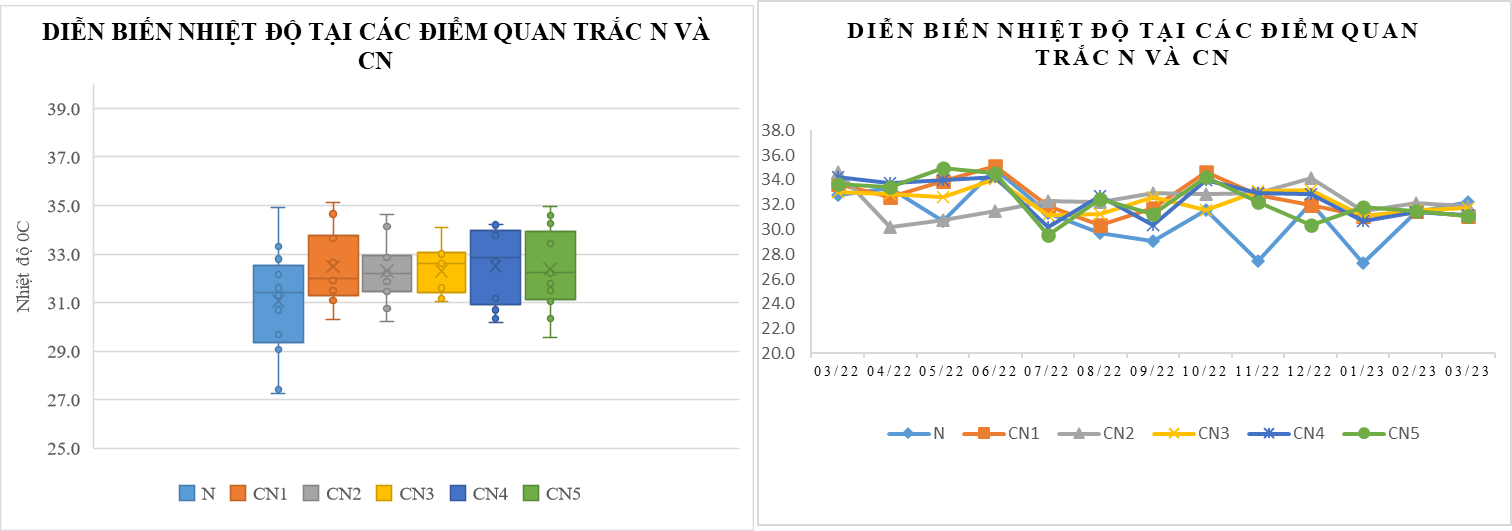 DIỄN BIẾN NHIỆT ĐỘ TẠI CÁC ĐIỂM QUAN TRẮC N VÀ
CN
39.0
37.0
35.0
33.0
31.0
29.0
27.0
25.0
Nhiệt độ 0C
N CN1 CN2 CN3 CN4 CN5
DIỄN BIẾN NHIỆT ĐỘ TẠI CÁC ĐIỂM QUAN
TRẮC N VÀ CN
38.0
36.0
34.0
32.0
30.0
28.0
26.0
24.0
22.0
20.0
03/22 04/22 05/22 06/22 07/22 08/22 09/22 10/22 11/22 12/22 01/23 02/23 03/23
N CN1 CN2 CN3 CN4 CN5